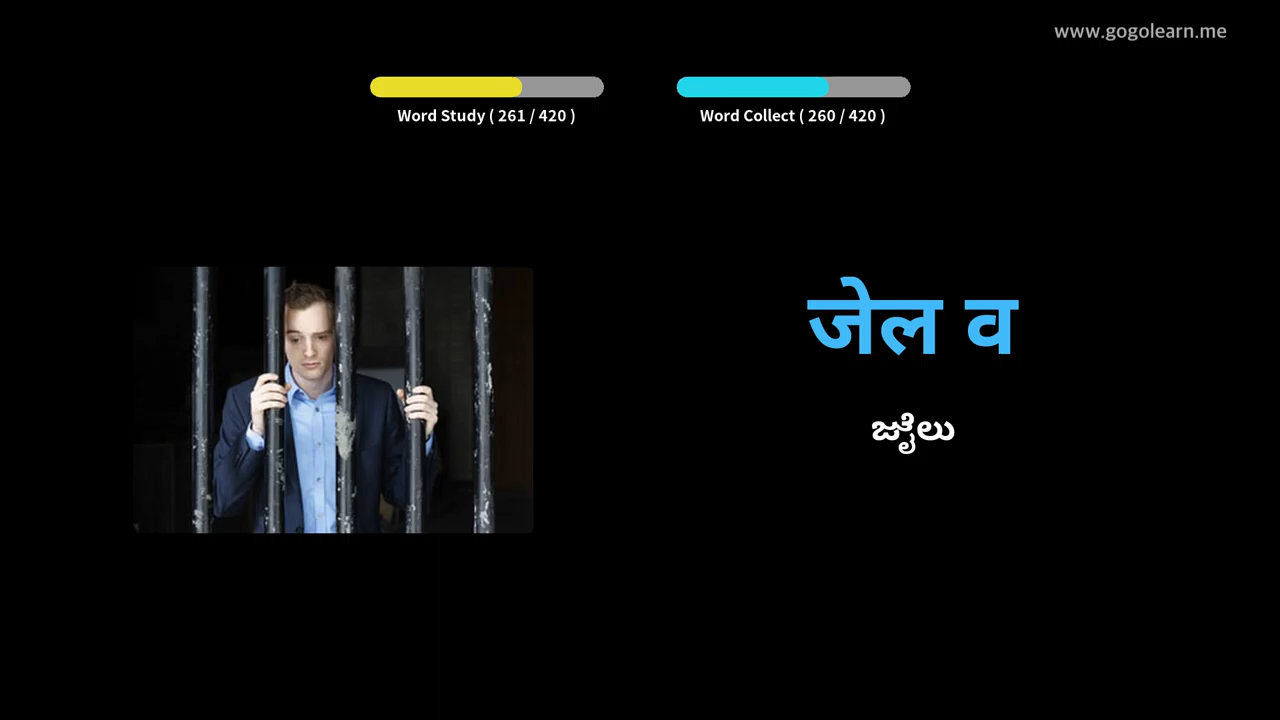 www.gogolearn.me
Word Study ( 261 / 420 )
Word Collect ( 260 / 420 )
जेल व
ಜೈಲು